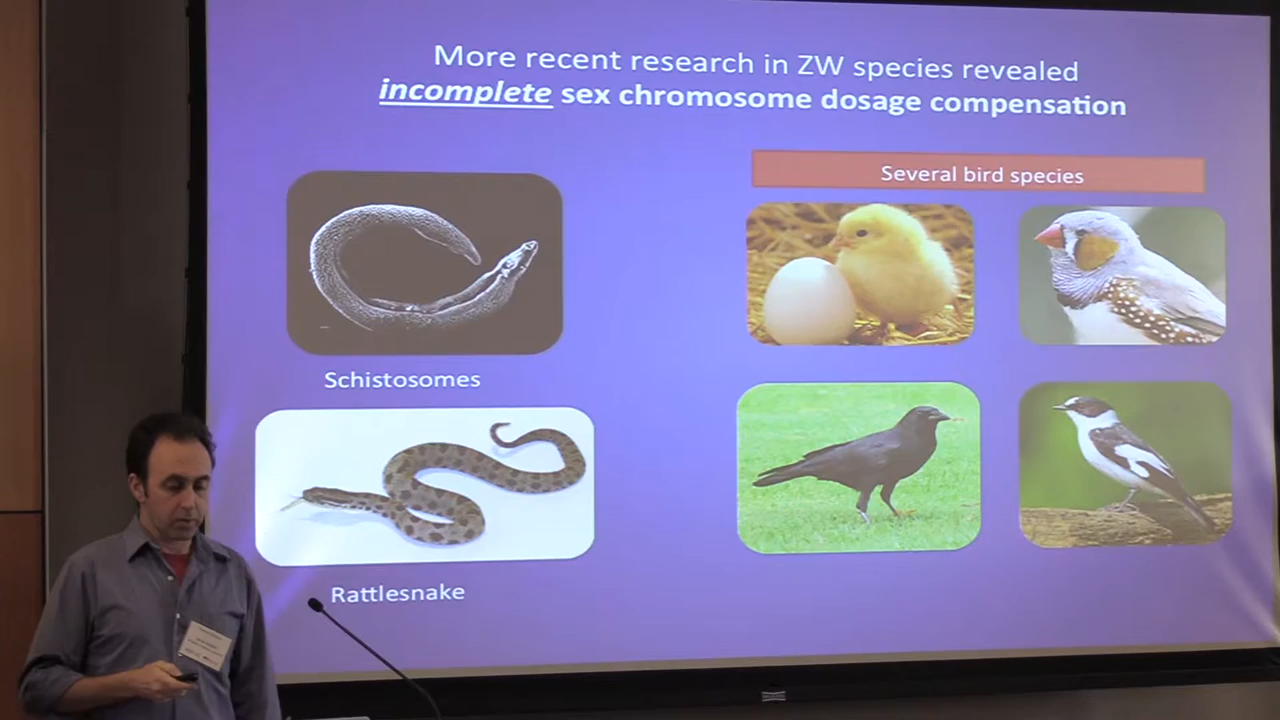 More recent research in ZW species revealed
incomplete sex chromosome dosage compensation
Several bird species
Schistosomes
Rattlesnake